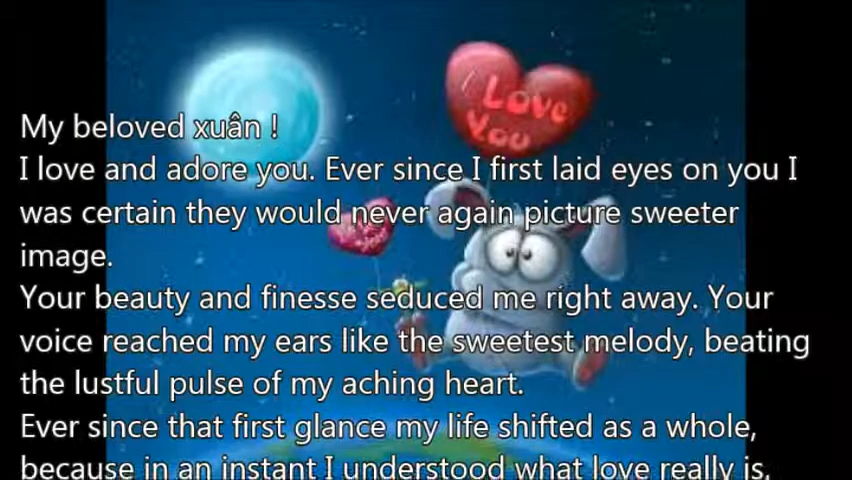 I Love
You
My beloved xuân !
I love and adore you. Ever since I first laid eyes on you I
was certain they would never again picture sweeter
image.
Your beauty and finesse seduced me right away. Your
voice reached my ears like the sweetest melody, beating
the lustful pulse of my aching heart.
Ever since that first glance my life shifted as a whole,
because in an instant I understood what love really is.